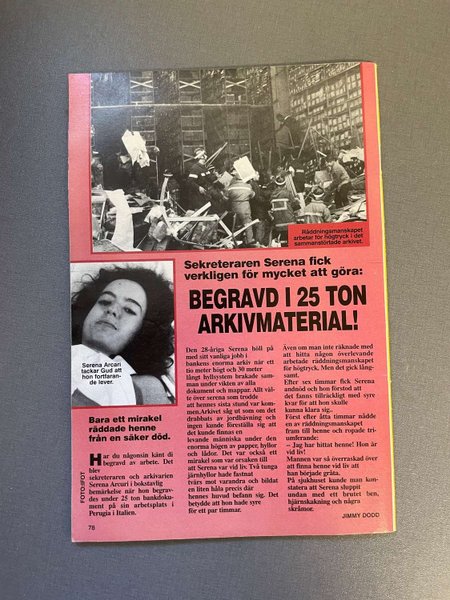 Räddningsmanskapet
arbetar för högtryck i det
sammanstörtade arkivet.
Sekreteraren Serena fick
verkligen för mycket att göra:
BEGRAVD I 25 TON
ARKIVMATERIAL!
Serena Arcari
tackar Gud att
hon fortfaran-
de lever.
Bara ett mirakel
räddade henne
från en säker död.
Har du någonsin känt di
begravd av arbete. Det
blev
sekreteraren och arkivarien
Serena Arcuri i bokstavlig
bemärkelse när hon begrav-
des under 25 ton bankdoku-
ment på sin arbetsplats i
Perugia i Italien.
Den 28-åriga Serena höll på
med sitt vanliga jobb i
bankens enorma arkiv när ett
tio meter högt och 30 meter
långt hyllsystem brakade sam-
man under vikten av alla
dokument och mappar. Allt väl-
te över serena som trodde
att hennes sista stund var kom-
men.Arkivet såg ut som om det
drabbats av jordbävning och
ingen kunde föreställa sig att
det kunde finnas en
levande människa under den
enorma högen av papper, hyllor
och lådor. Det var också ett
mirakel som var orsaken till
att Serena var vid liv. Två tunga
järnhyllor hade fastnat
tvärs mot varandra och bildat
en liten håla precis där
hennes huvud befann sig. Det
betydde att hon hade syre
för ett par timmar.
Även om man inte räknade med
att hitta någon överlevande
arbetade räddningsmanskapet
för högtryck. Men det gick lång-
samt.
Efter sex timmar fick Serena
andnöd och hon förstod att
det fanns tillräckligt med syre
kvar för att hon skulle
kunna klara sig..
Först efter åtta timmar nådde
en av räddningsmanskapet
fram till henne och ropade tri-
umferande:
– Jag har hittat henne! Hon är
vid liv!
Mannen var så överraskad över
att finna henne vid liv att
han började gråta.
På sjukhuset kunde man kon-
statera att Serena sluppit
undan med ett brutet ben,
hjärnskakning och några
skråmor.
JIMMY DODD
FOTO:IFOT
78